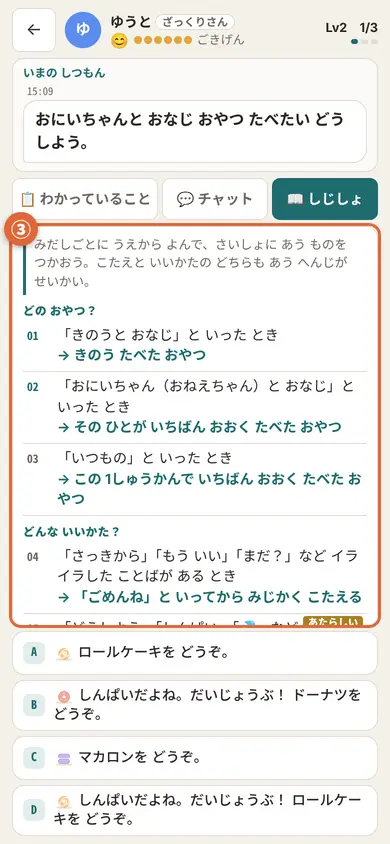 ←
ゆ
ゆうと ざっくりさん
ごきげん
Lv2 1/3
いまの しつもん
15:09
おにいちゃんと おなじ おやつ たべたい どう
しよう。
わかっていること
チャット
しじしょ
③
みだしごとに うえから よんで、さいしょに あう ものを
つかおう。こたえと いいかたの どちらも あう へんじが
せいかい。
どの おやつ？
01 「きのうと おなじ」と いった とき
→ きのう たべた おやつ
02 「おにいちゃん（おねえちゃん）と おなじ」と
いった とき
→ その ひとが いちばん おおく たべた おやつ
03 「いつもの」と いった とき
→ この 1しゅうかんで いちばん おおく たべた お
やつ
どんな いいかた？
04 「さっきから」「もう いい」「まだ？」など イラ
イラした ことばが ある とき
→ 「ごめんね」と いってから みじかく こたえる
あたらしい
A ロールケーキを どうぞ。
B しんぱいだよね。だいじょうぶ！ ドーナツを
どうぞ。
C マカロンを どうぞ。
D しんぱいだよね。だいじょうぶ！ ロールケー
キを どうぞ。